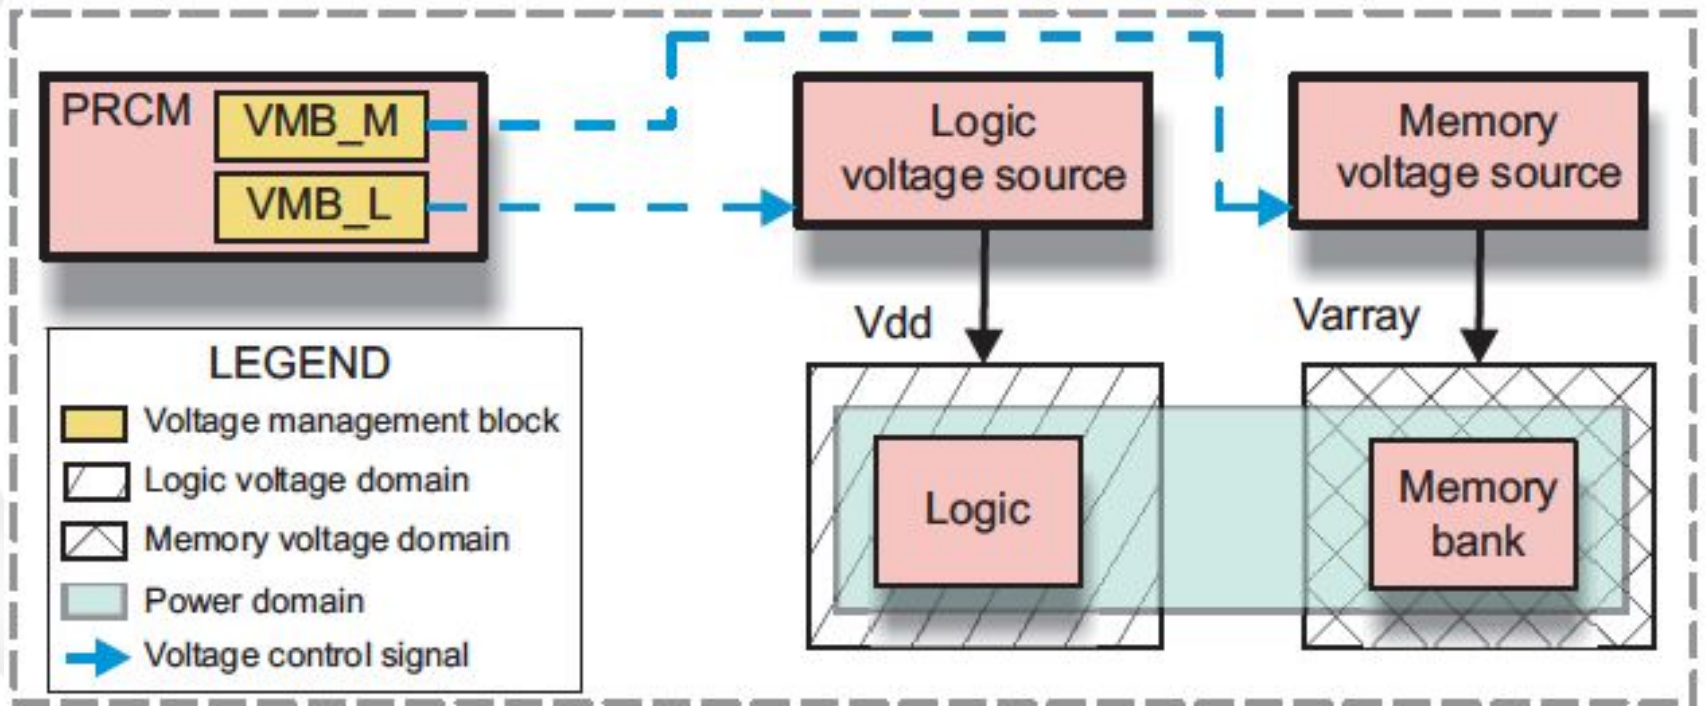 PRCM
VMB_M
VMB_L
Logic
voltage source
Memory
voltage source
Vdd
Varray
Logic
Memory
bank
LEGEND
Voltage management block
Logic voltage domain
Memory voltage domain
Power domain
Voltage control signal